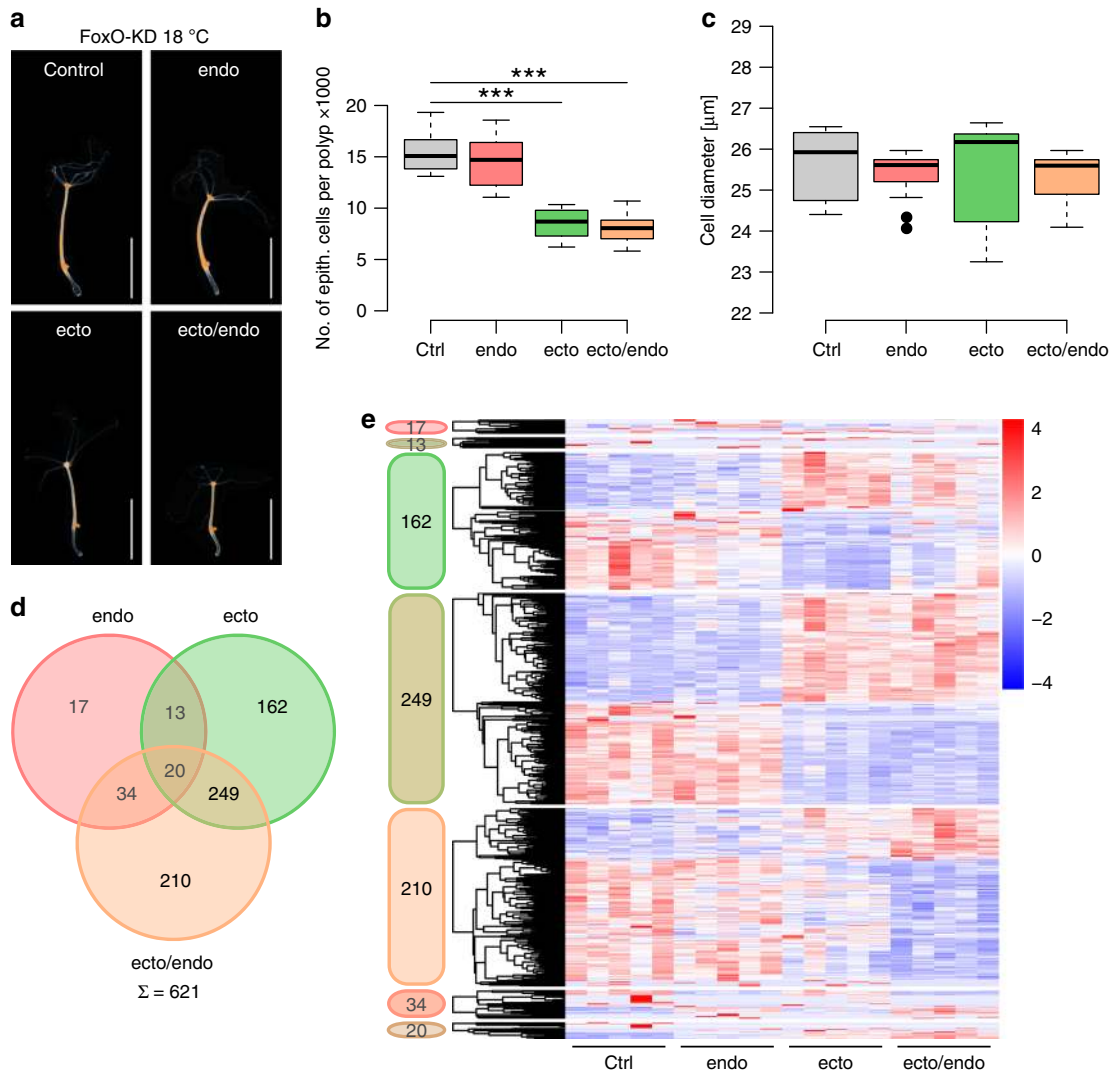 a
FoxO-KD 18 °C
Control
endo
ecto
ecto/endo
b
No. of epith. cells per polyp ×1000
20
15
10
5
0
***
***
Ctrl
endo
ecto
ecto/endo
c
Cell diameter [µm]
29
28
27
26
25
24
23
22
Ctrl
endo
ecto
ecto/endo
d
endo
ecto
17
13
162
20
34
249
210
ecto/endo
Σ = 621
e
17
13
162
249
210
34
20
4
2
0
−2
−4
Ctrl
endo
ecto
ecto/endo